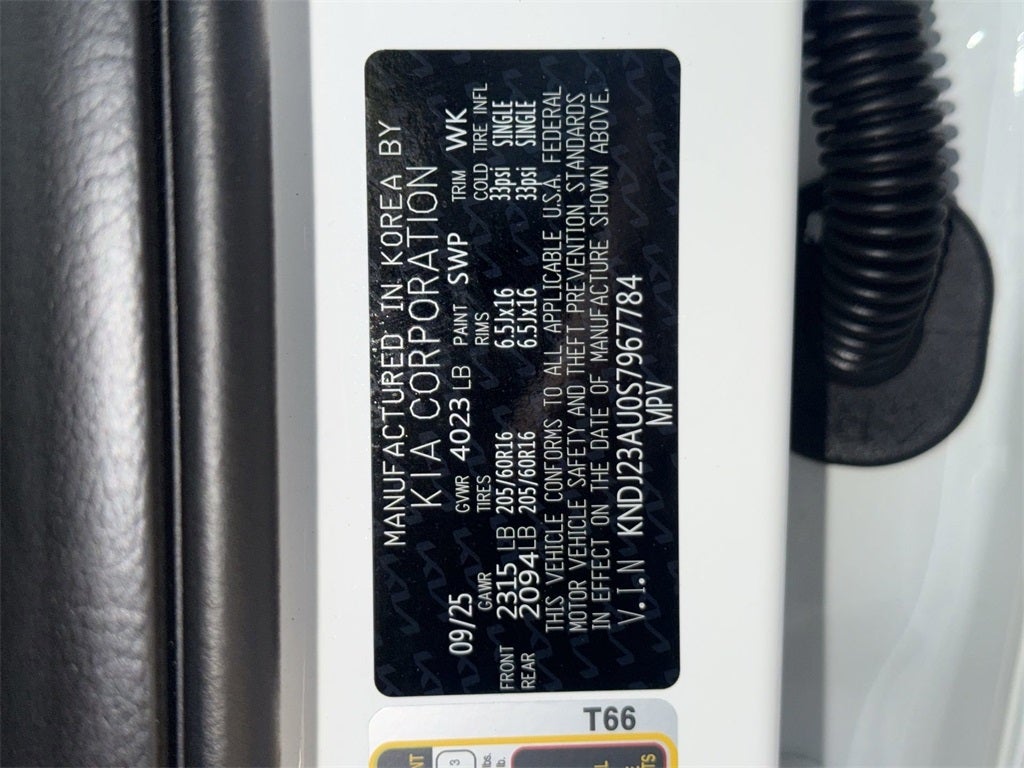 MANUFACTURED IN KOREA BY
KIA CORPORATION
09/25 GVWR 4023 LB PAINT SWP TRIM WK
GAWR TIRES RIMS COLD TIRE INFL
FRONT 2315 LB 205/60R16 6.5Jx16 33psi SINGLE
REAR 2094LB 205/60R16 6.5Jx16 33psi SINGLE
THIS VEHICLE CONFORMS TO ALL APPLICABLE U.S.A. FEDERAL
MOTOR VEHICLE SAFETY AND THEFT PREVENTION STANDARDS
IN EFFECT ON THE DATE OF MANUFACTURE SHOWN ABOVE.
V.I.N KNDJ23AU0S7967784
MPV
T66
3
lbs.
lb.